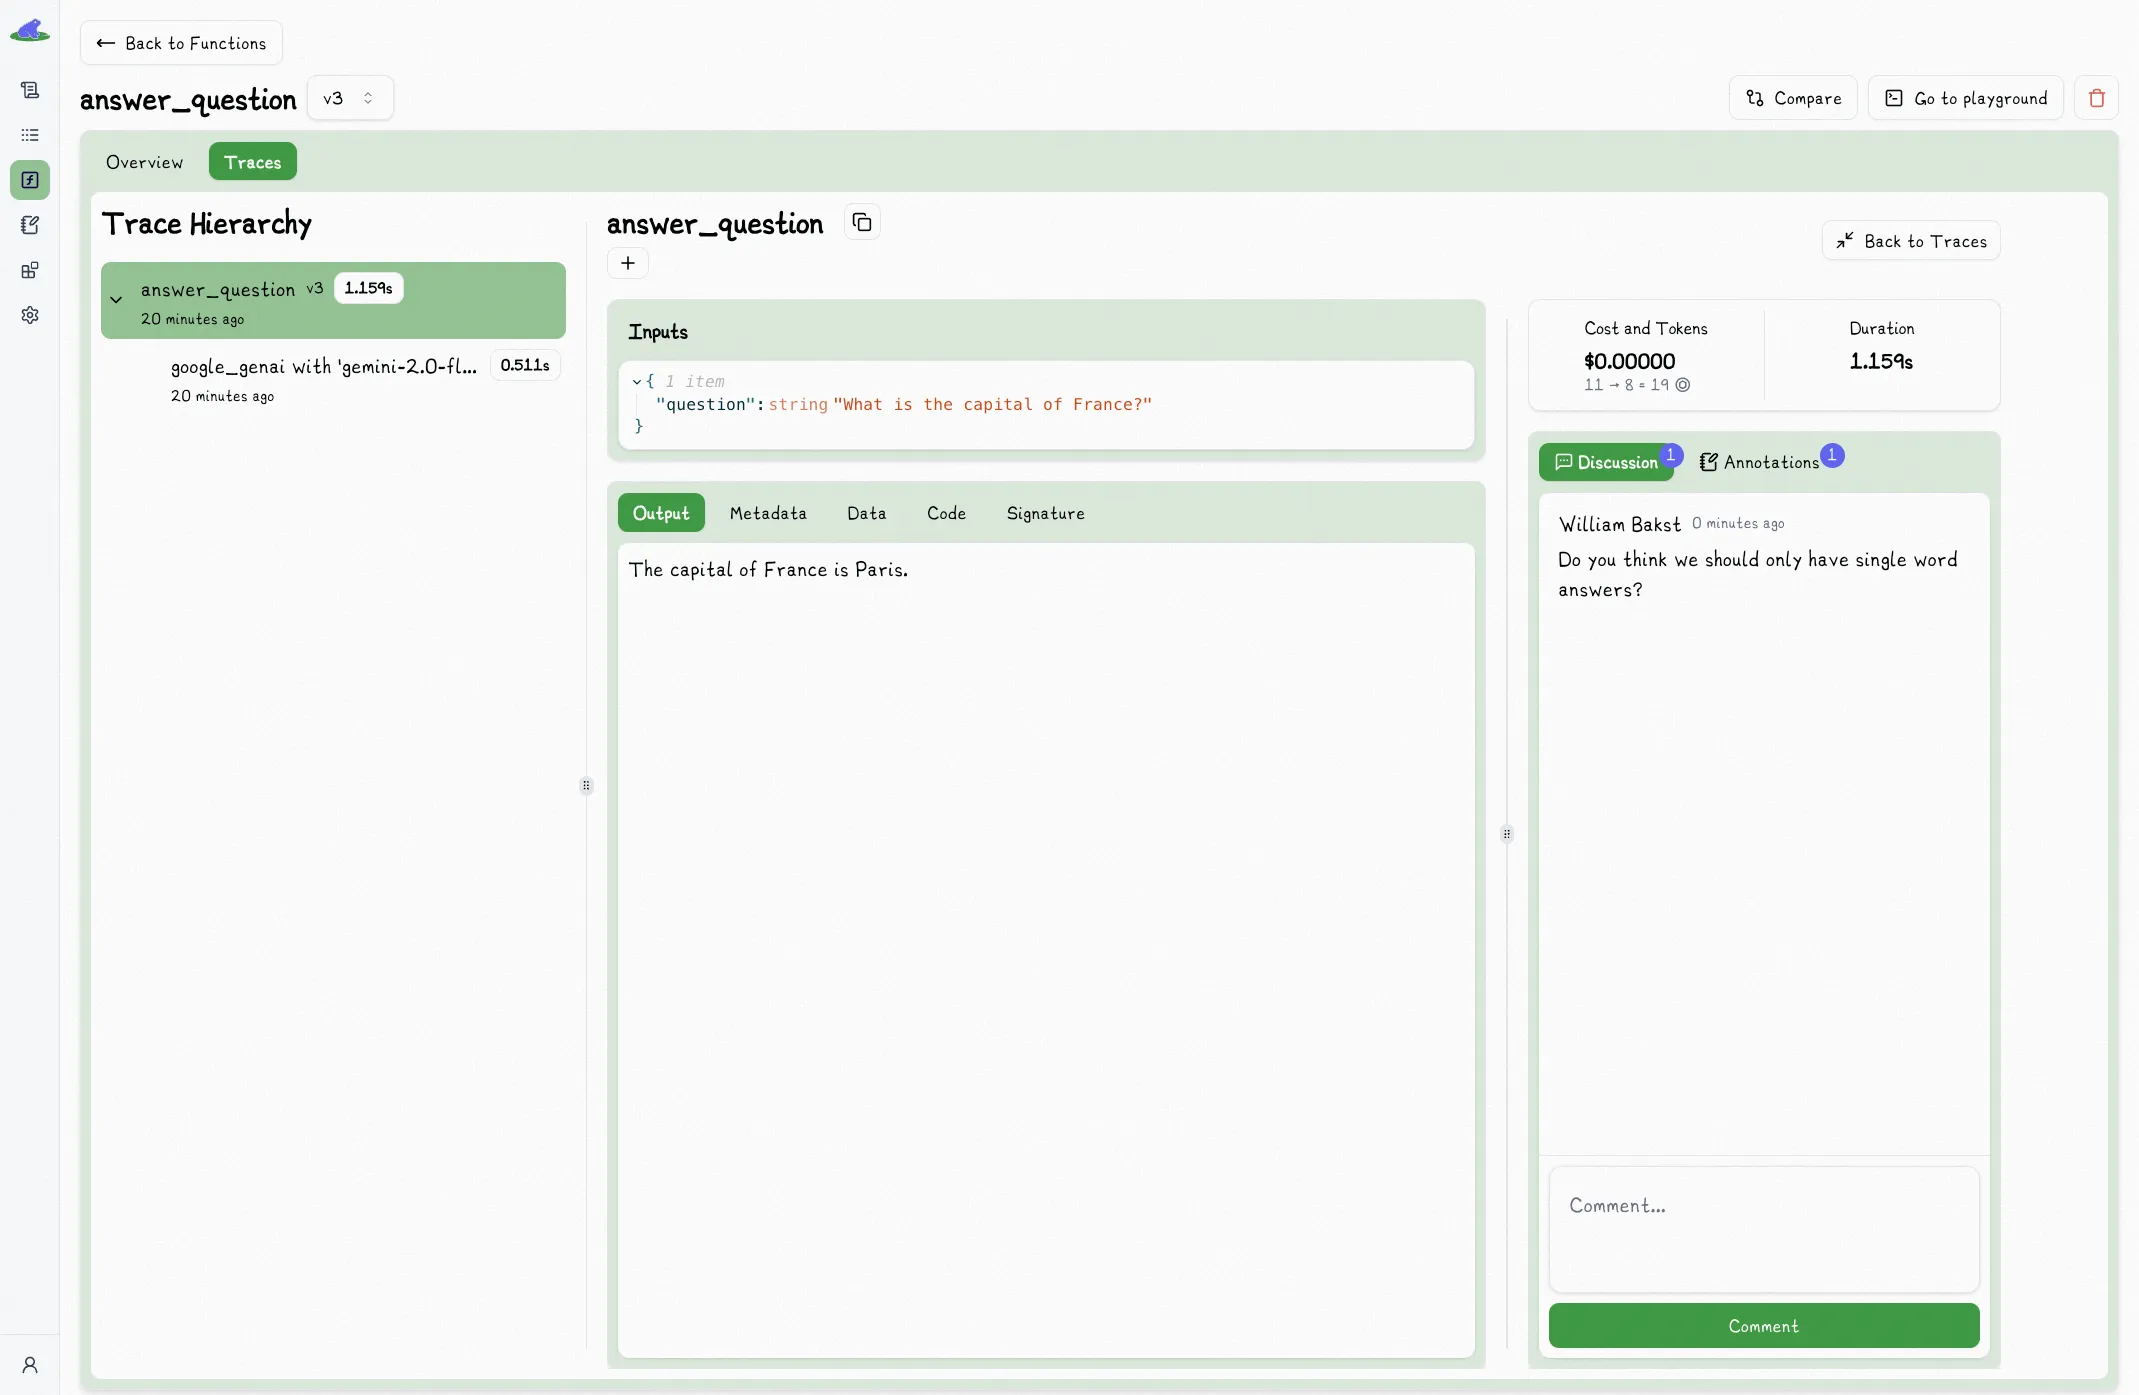 ← Back to Functions
answer_question v3
Compare
Go to playground
Overview
Traces
Trace Hierarchy
answer_question v3 1.159s
20 minutes ago
google_genai with 'gemini-2.0-fl... 0.511s
20 minutes ago
answer_question
+
Back to Traces
Inputs
{ 1 item
"question": string "What is the capital of France?"
}
Output
Metadata
Data
Code
Signature
The capital of France is Paris.
Cost and Tokens
$0.00000
11 → 8 = 19
Duration
1.159s
Discussion 1
Annotations 1
William Bakst 0 minutes ago
Do you think we should only have single word
answers?
Comment...
Comment